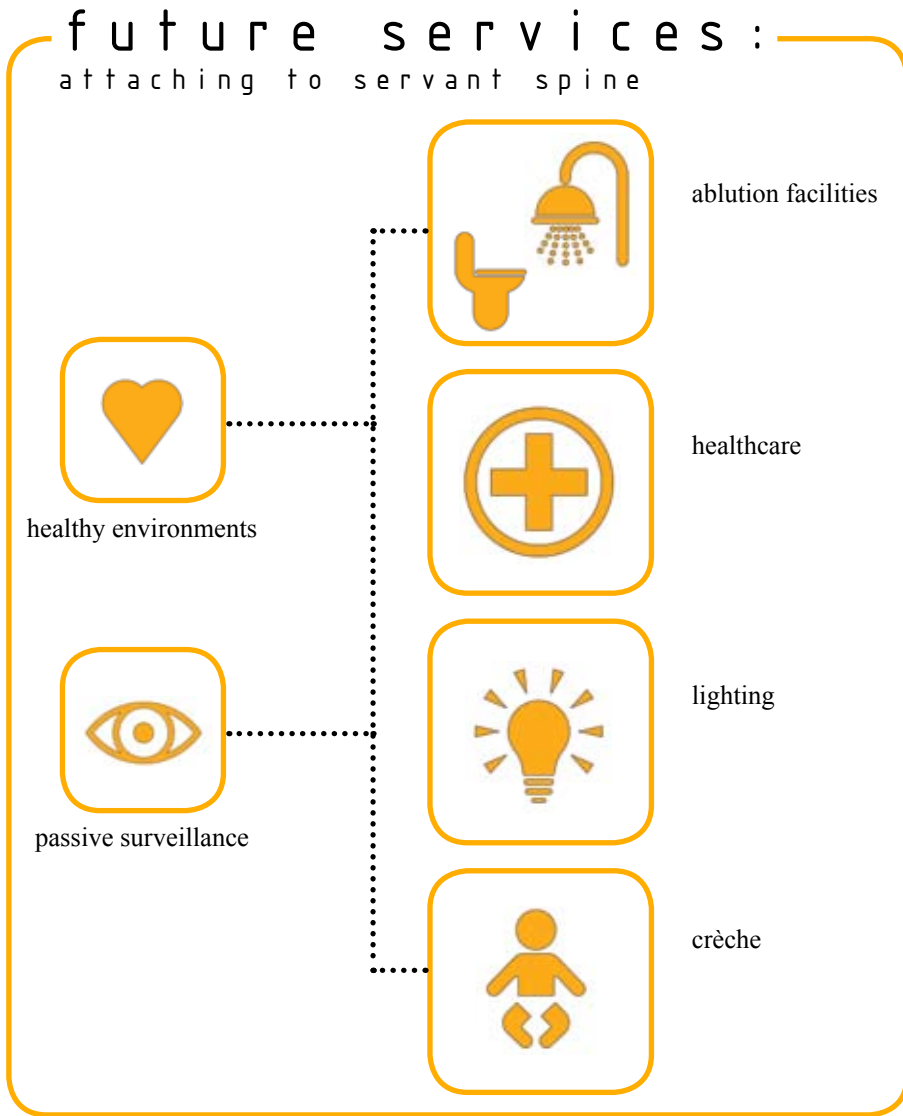 future services:
attaching to servant spine
ablution facilities
healthcare
healthy environments
lighting
passive surveillance
crèche